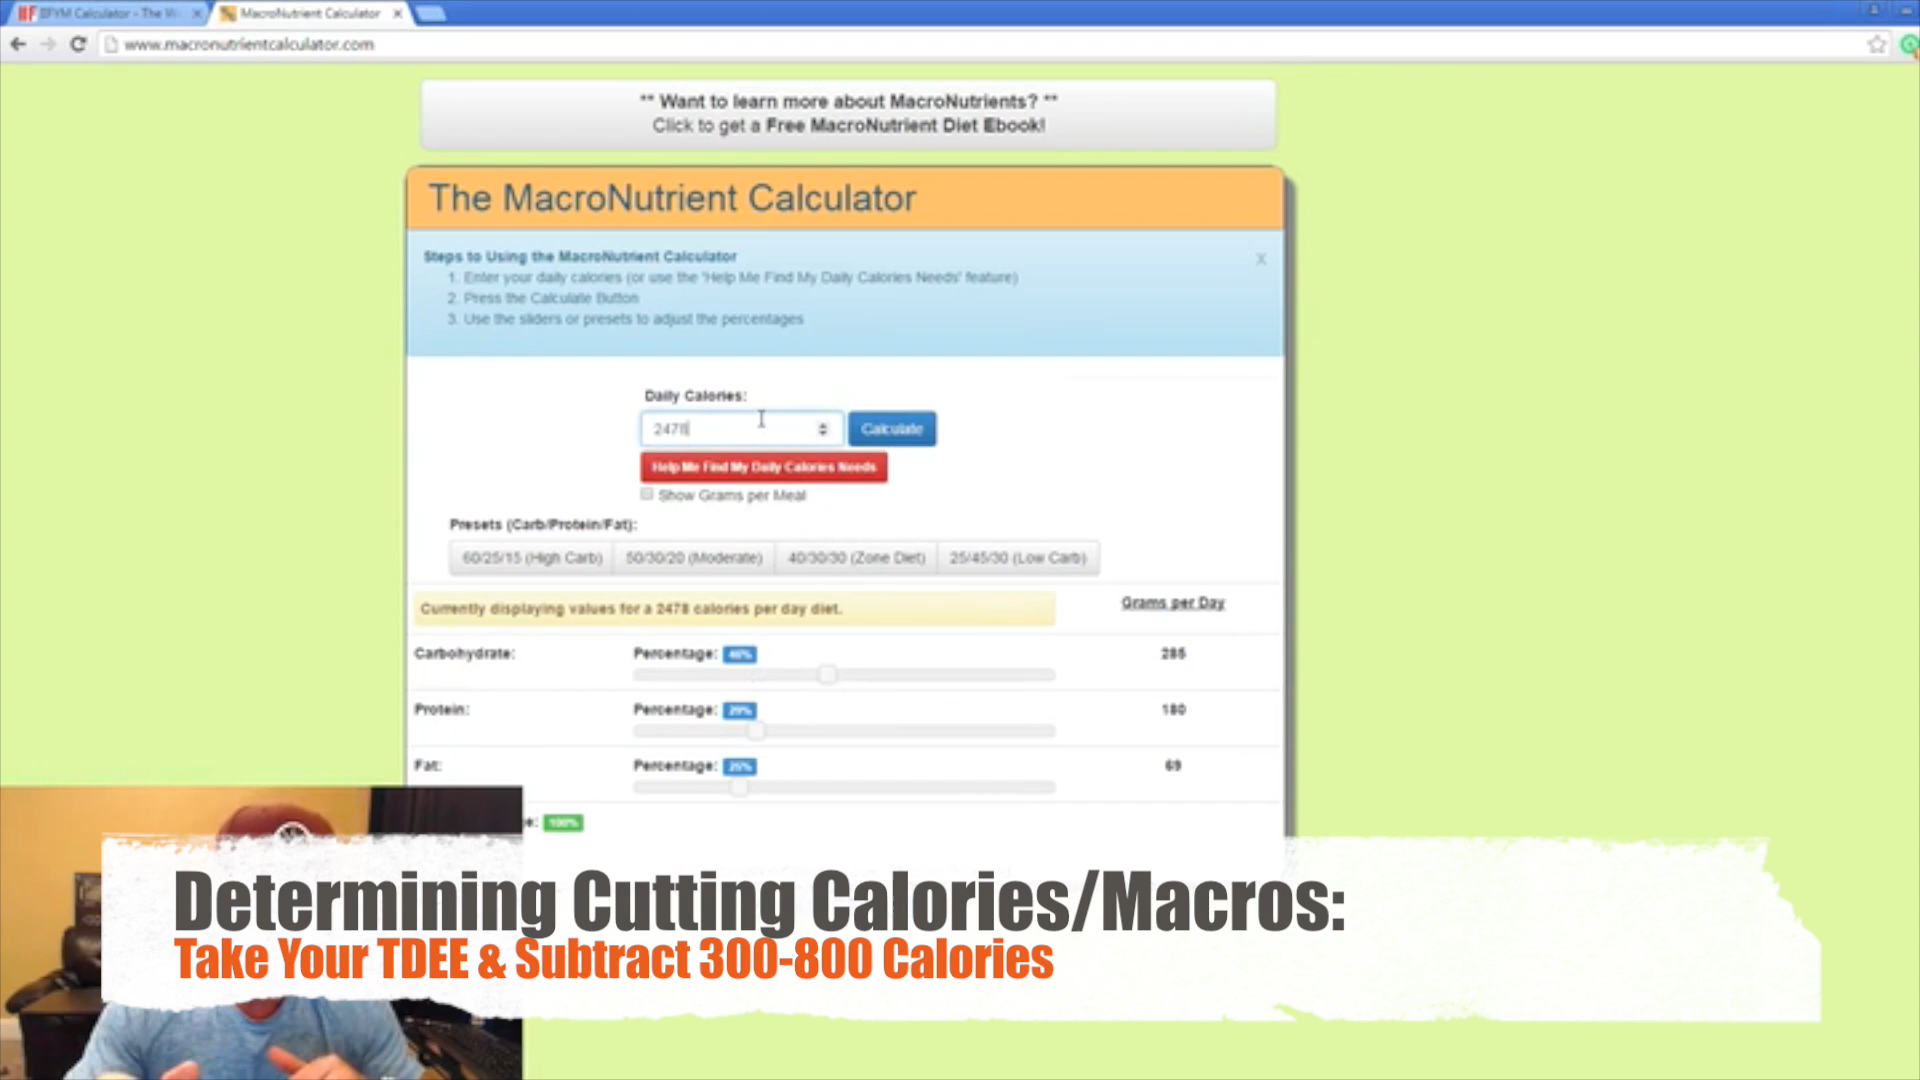 IIFYM Calculator - The
MacroNutrient Calculator
www.macronutrientcalculator.com
** Want to learn more about MacroNutrients? **
Click to get a Free MacroNutrient Diet Ebook!
The MacroNutrient Calculator
Steps to Using the MacroNutrient Calculator
x
1. Enter your daily calories (or use the 'Help Me Find My Daily Calories Needs' feature)
2. Press the Calculate Button
3. Use the sliders or presets to adjust the percentages
Daily Calories:
2478
Calculate
Help Me Find My Daily Calories Needs
Show Grams per Meal
Presets (Carb/Protein/Fat):
60/25/15 (High Carb) 50/30/20 (Moderate) 40/30/30 (Zone Diet) 25/45/30 (Low Carb)
Currently displaying values for a 2478 calories per day diet.
Grams per Day
Carbohydrate: Percentage: 46% 285
Protein: Percentage: 29% 180
Fat: Percentage: 25% 69
e: 100%
Determining Cutting Calories/Macros:
Take Your TDEE & Subtract 300-800 Calories